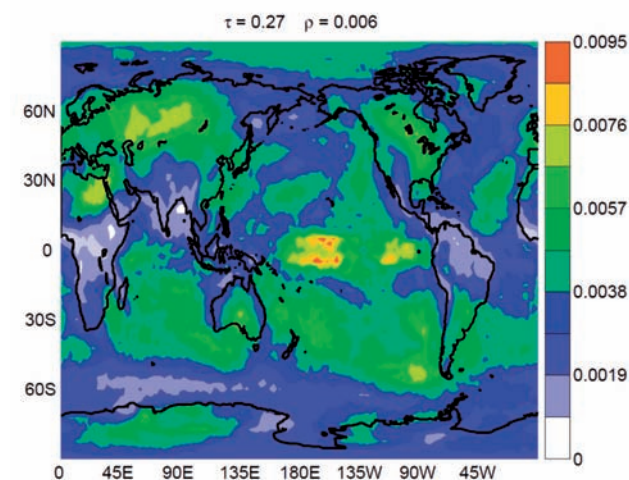 τ = 0.27 ρ = 0.006
60N
30N
0
30S
60S
0 45E 90E 135E 180E 135W 90W 45W
0.0095
0.0076
0.0057
0.0038
0.0019
0